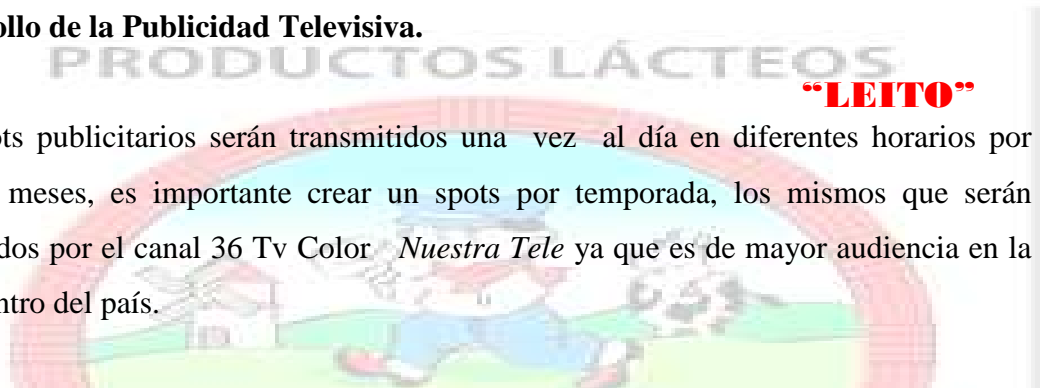 ollo de la Publicidad Televisiva.
PRODUCTOS LÁCTEOS
“LEITO”
ots publicitarios serán transmitidos una vez al día en diferentes horarios por
meses, es importante crear un spots por temporada, los mismos que serán
dos por el canal 36 Tv Color Nuestra Tele ya que es de mayor audiencia en la
ntro del país.